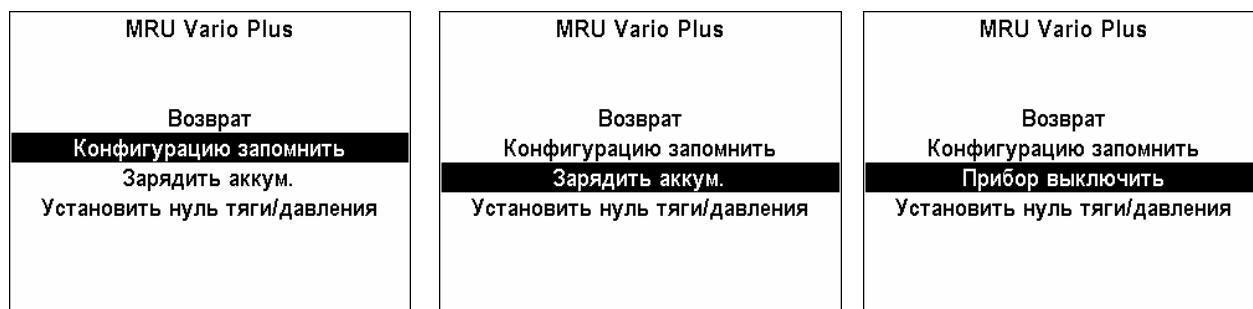 MRU Vario Plus
Возврат
Конфигурацию запомнить
Зарядить аккум.
Установить нуль тяги/давления
MRU Vario Plus
Возврат
Конфигурацию запомнить
Зарядить аккум.
Установить нуль тяги/давления
MRU Vario Plus
Возврат
Конфигурацию запомнить
Прибор выключить
Установить нуль тяги/давления